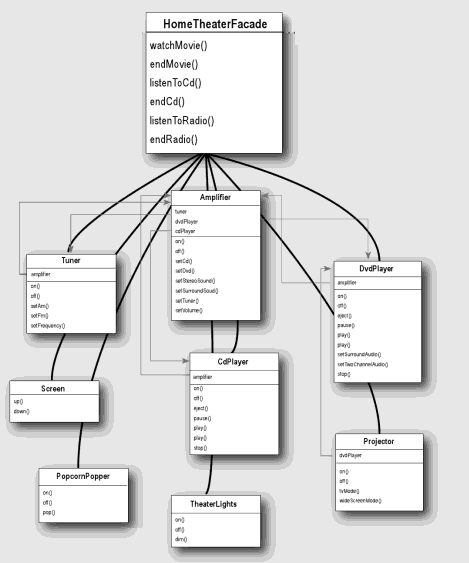 HomeTheaterFacade
watchMovie()
endMovie()
listenToCd()
endCd()
listenToRadio()
endRadio()
Amplifier
tuner
dvdPlayer
cdPlayer
on()
off()
setCd()
setDvd()
setStereoSound()
setSurroundSoud()
setTuner()
setVolume()
Tuner
amplifier
on()
off()
setAm()
setFm()
setFrequency()
DvdPlayer
amplifier
on()
off()
eject()
pause()
play()
play()
setSurroundAudio()
setTwoChannelAudio()
stop()
Screen
up()
down()
CdPlayer
amplifier
on()
off()
eject()
pause()
play()
play()
stop()
Projector
dvdPlayer
on()
off()
tvMode()
wideScreenMode()
PopcornPopper
on()
off()
pop()
TheaterLights
on()
off()
dim()